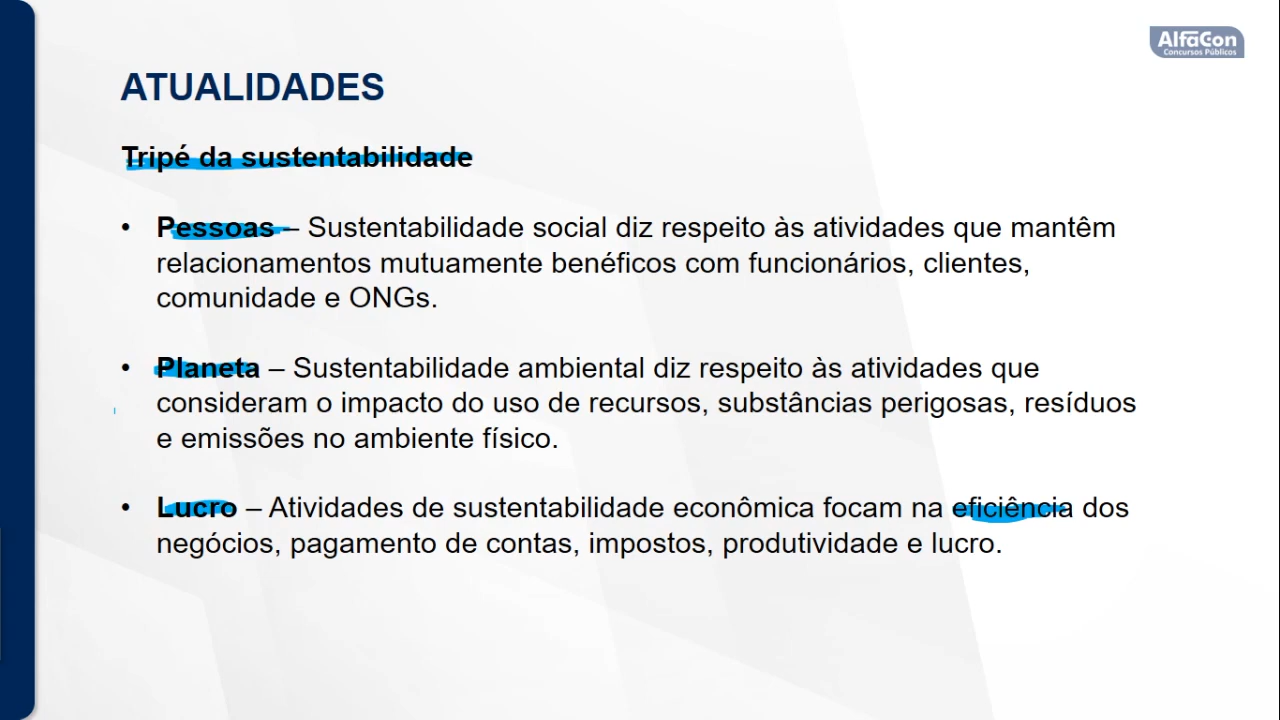 AlfaCon
Concursos Públicos
ATUALIDADES
Tripé da sustentabilidade
• Pessoas – Sustentabilidade social diz respeito às atividades que mantêm
relacionamentos mutuamente benéficos com funcionários, clientes,
comunidade e ONGs.
• Planeta – Sustentabilidade ambiental diz respeito às atividades que
consideram o impacto do uso de recursos, substâncias perigosas, resíduos
e emissões no ambiente físico.
• Lucro – Atividades de sustentabilidade econômica focam na eficiência dos
negócios, pagamento de contas, impostos, produtividade e lucro.